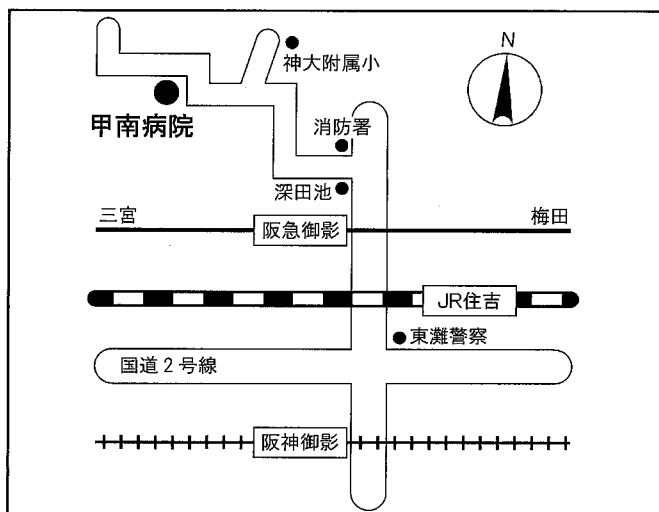 N
神大附属小
甲南病院
消防署
深田池
三宮
阪急御影
梅田
JR住吉
東灘警察
国道2号線
阪神御影